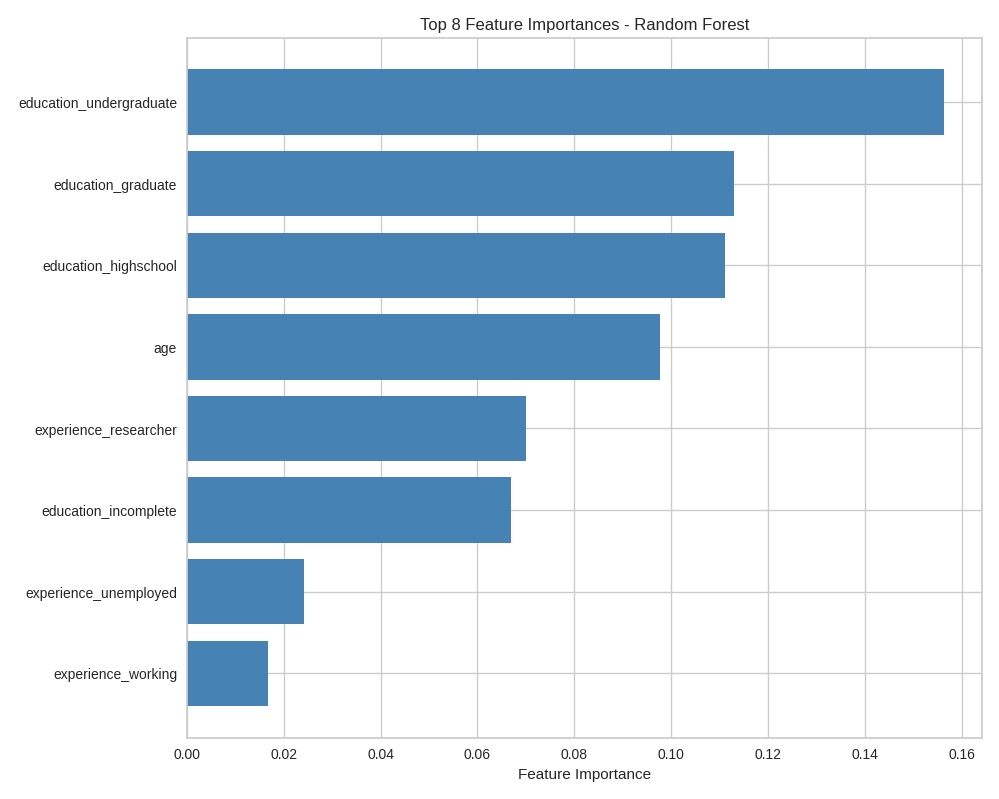 Top 8 Feature Importances - Random Forest
education_undergraduate
education_graduate
education_highschool
age
experience_researcher
education_incomplete
experience_unemployed
experience_working
0.00 0.02 0.04 0.06 0.08 0.10 0.12 0.14 0.16
Feature Importance